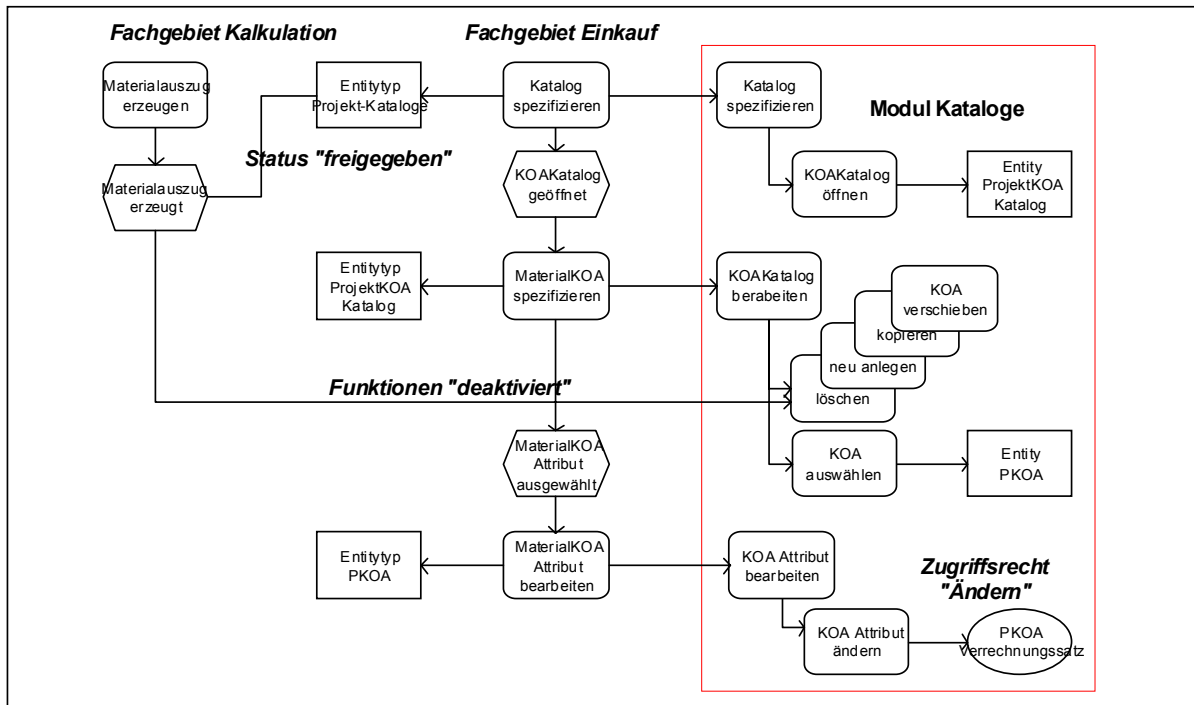 Fachgebiet Kalkulation
Fachgebiet Einkauf
Materialauszug
erzeugen
Entitytyp
Projekt-Kataloge
Katalog
spezifizieren
Katalog
spezifizieren
Modul Kataloge
Status "freigegeben"
Materialauszug
erzeugt
KOAKatalog
geöffnet
KOAKatalog
öffnen
Entity
ProjektKOA
Katalog
Entitytyp
ProjektKOA
Katalog
MaterialKOA
spezifizieren
KOAKatalog
berabeiten
KOA
verschieben
kopieren
neu anlegen
löschen
Funktionen "deaktiviert"
MaterialKOA
Attribut
ausgewählt
KOA
auswählen
Entity
PKOA
Entitytyp
PKOA
MaterialKOA
Attribut
bearbeiten
KOA Attribut
bearbeiten
Zugriffsrecht
"Ändern"
KOA Attribut
ändern
PKOA
Verrechnungssatz